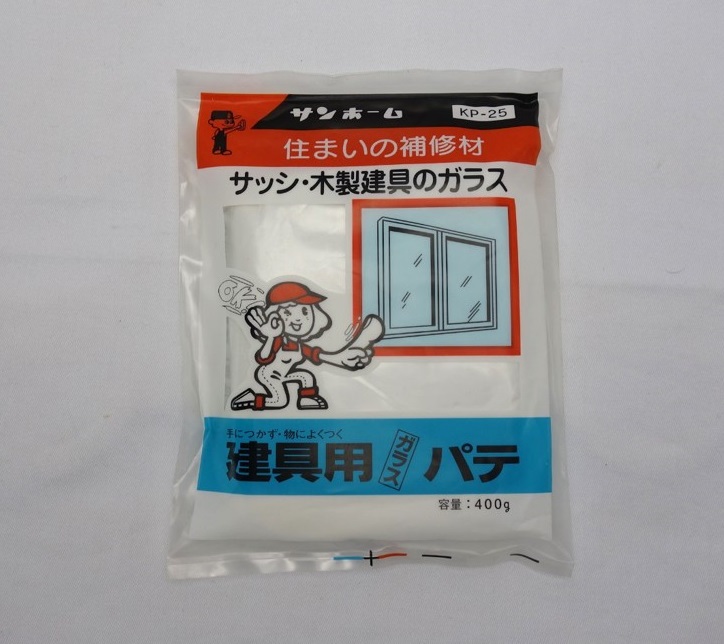 サンホーム
KP-25
住まいの補修材
サッシ・木製建具のガラス
OK!
手につかず・物によくつく
建具用 ガラス パテ
容量：400g